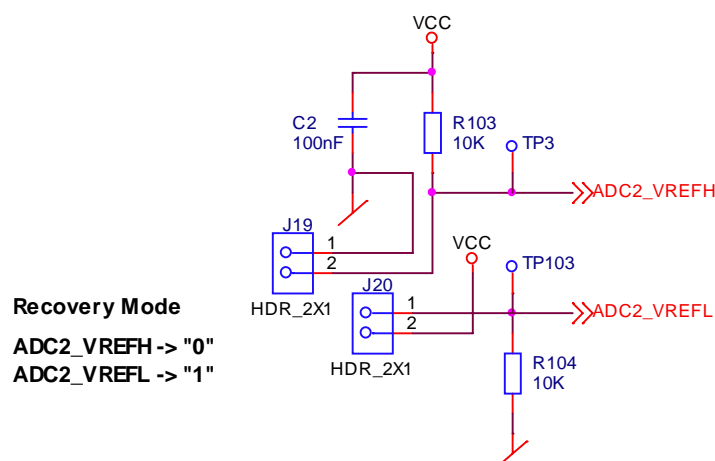 VCC
C2
100nF
R103
10K
TP3
ADC2_VREFH
J19
1
2
HDR_2X1
VCC
TP103
J20
1
2
ADC2_VREFL
HDR_2X1
R104
10K
Recovery Mode
ADC2_VREFH -> "0"
ADC2_VREFL -> "1"